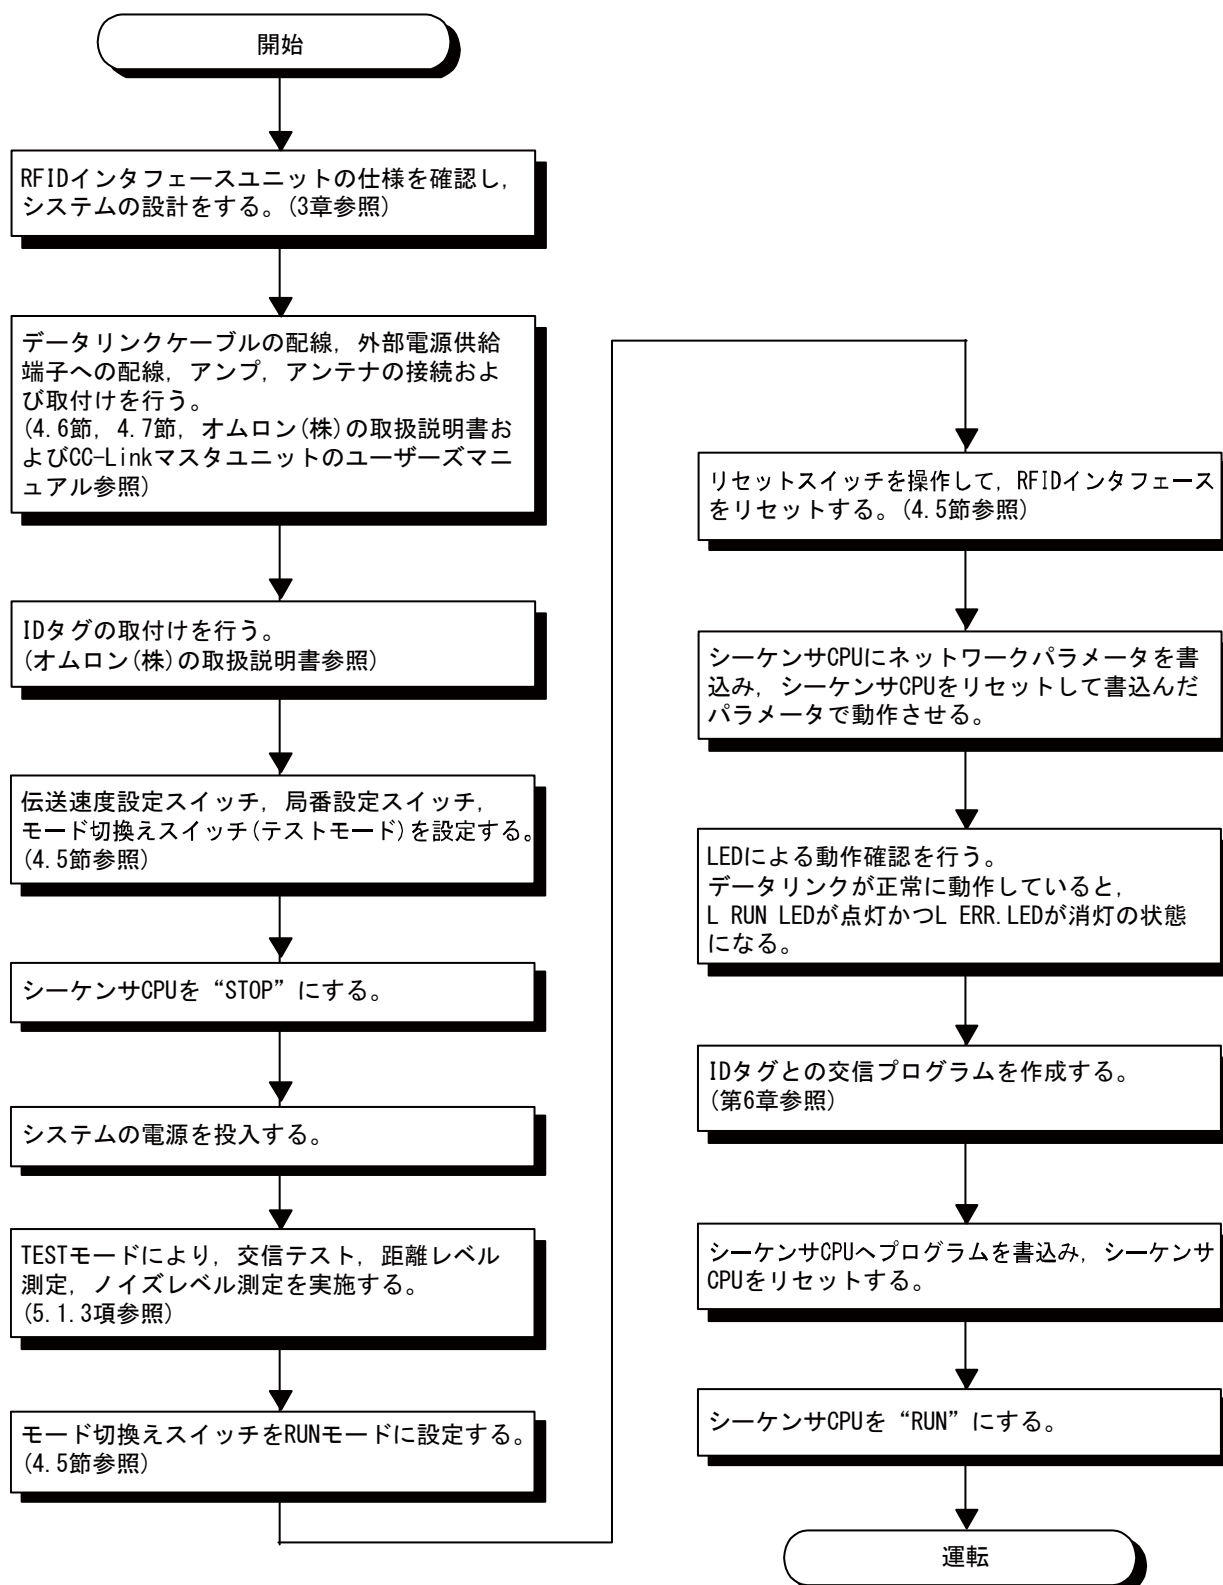 開始
RFIDインタフェースユニットの仕様を確認し,
システムの設計をする。(3章参照)
データリンクケーブルの配線, 外部電源供給
端子への配線, アンプ, アンテナの接続およ
び取付けを行う。
(4.6節, 4.7節, オムロン(株)の取扱説明書お
よびCC-Linkマスタユニットのユーザーズマニ
ュアル参照)
IDタグの取付けを行う。
(オムロン(株)の取扱説明書参照)
伝送速度設定スイッチ, 局番設定スイッチ,
モード切換えスイッチ(テストモード)を設定する。
(4.5節参照)
シーケンサCPUを“STOP”にする。
システムの電源を投入する。
TESTモードにより, 交信テスト, 距離レベル
測定, ノイズレベル測定を実施する。
(5.1.3項参照)
モード切換えスイッチをRUNモードに設定する。
(4.5節参照)
リセットスイッチを操作して, RFIDインタフェース
をリセットする。(4.5節参照)
シーケンサCPUにネットワークパラメータを書
込み, シーケンサCPUをリセットして書込んだ
パラメータで動作させる。
LEDによる動作確認を行う。
データリンクが正常に動作していると,
L RUN LEDが点灯かつL ERR.LEDが消灯の状態
になる。
IDタグとの交信プログラムを作成する。
(第6章参照)
シーケンサCPUへプログラムを書込み, シーケンサ
CPUをリセットする。
シーケンサCPUを“RUN”にする。
運転